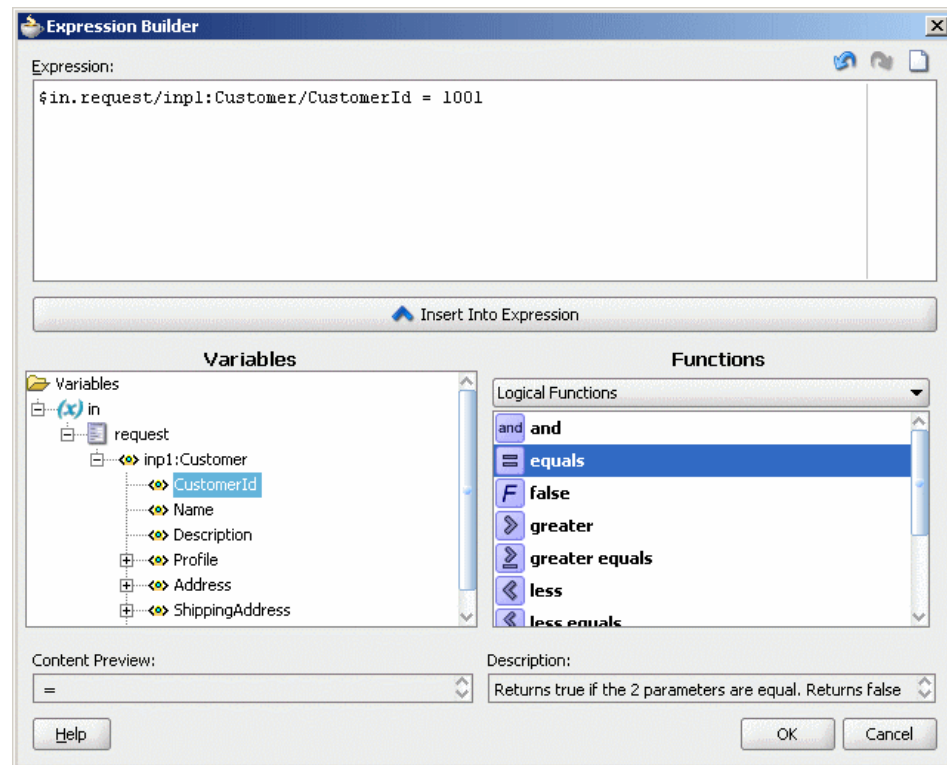 Expression Builder
Expression:
$in.request/inp1:Customer/CustomerId = 1001
Insert Into Expression
Variables
Variables
(x) in
request
inp1:Customer
CustomerId
Name
Description
Profile
Address
ShippingAddress
Functions
Logical Functions
and and
= equals
F false
greater
greater equals
less
less equals
Content Preview:
=
Description:
Returns true if the 2 parameters are equal. Returns false
Help
OK
Cancel